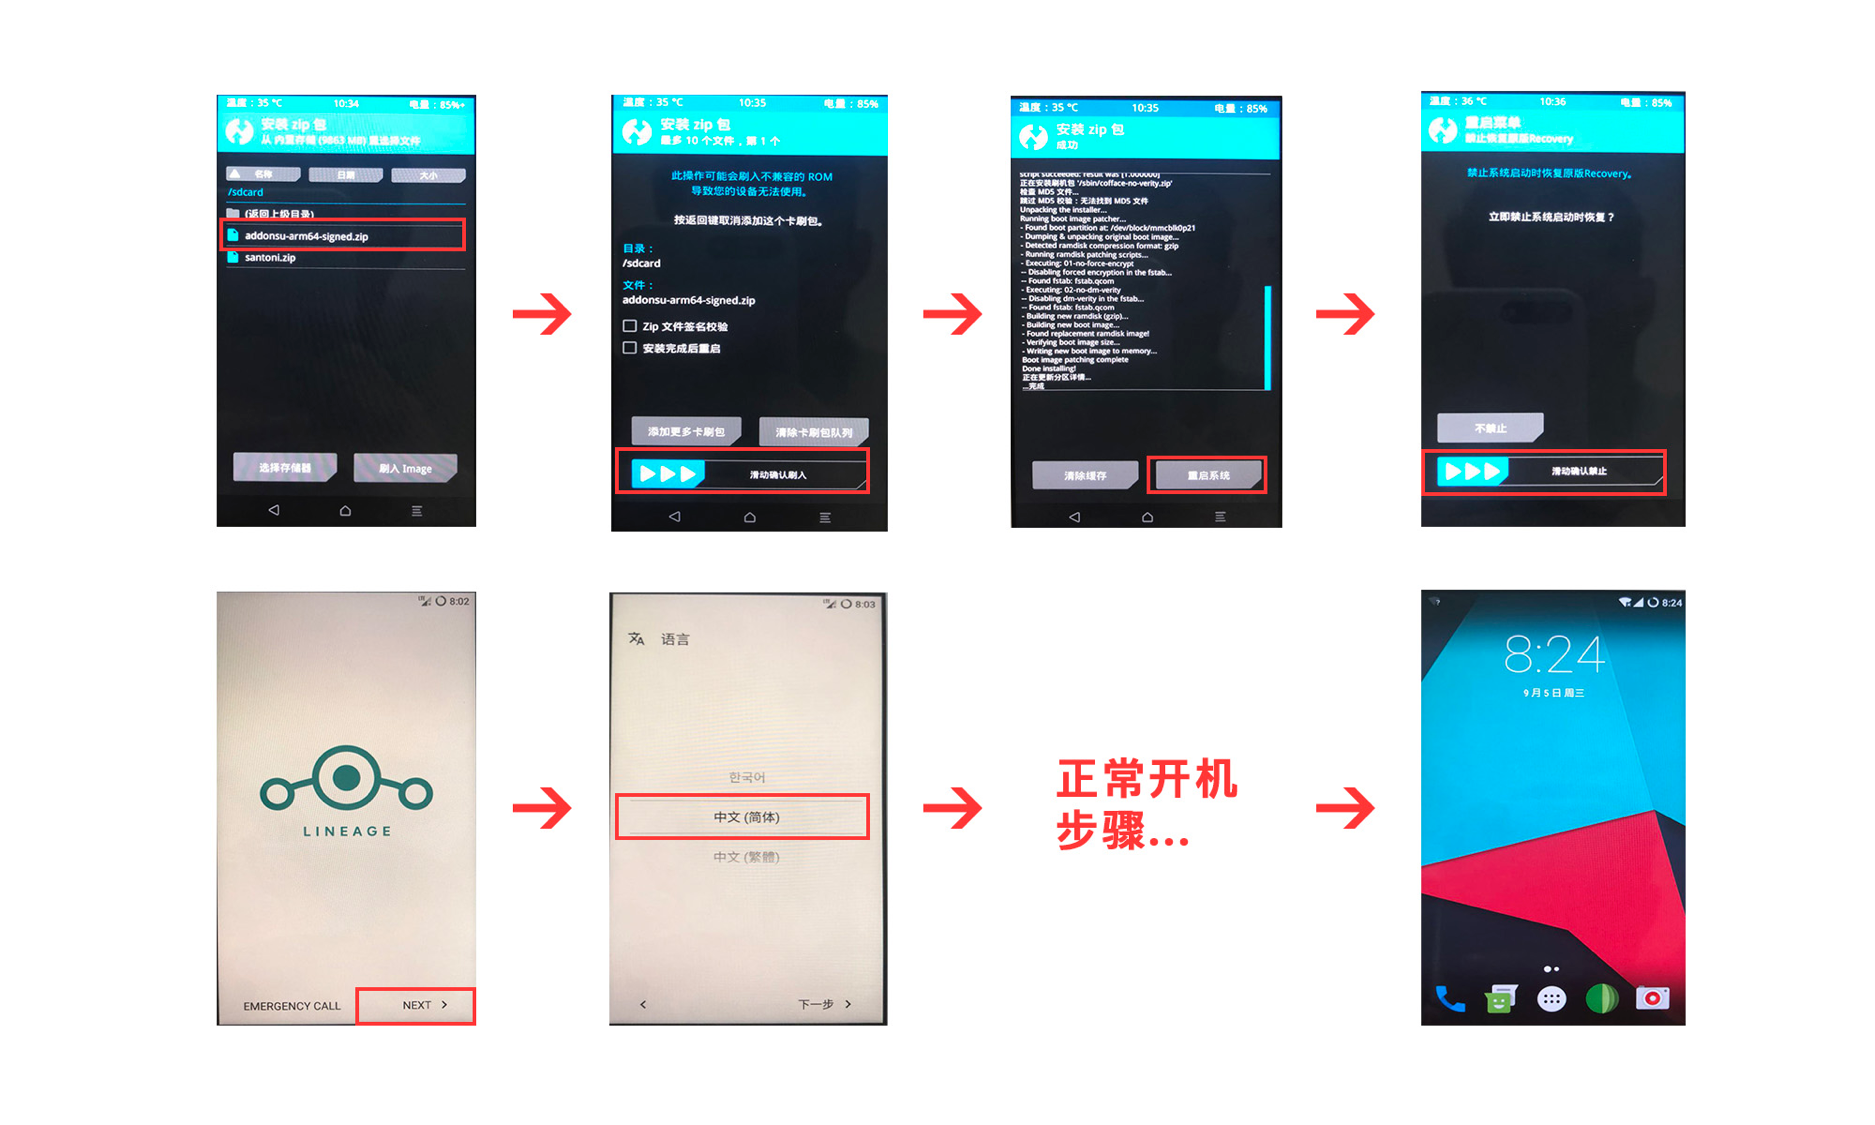 温度：35 ℃ 10:34 电量：85%+
安装 zip 包
从 内置存储 (9863 MB) 里选择文件
名称 日期 大小
/sdcard
(返回上级目录)
addonsu-arm64-signed.zip
santoni.zip
选择存储器 刷入 Image
温度：35 ℃ 10:35 电量：85%
安装 zip 包
最多 10 个文件，第 1 个
此操作可能会刷入不兼容的 ROM
导致您的设备无法使用。
按返回键取消添加这个卡刷包。
目录：
/sdcard
文件：
addonsu-arm64-signed.zip
Zip 文件签名校验
安装完成后重启
添加更多卡刷包 清除卡刷包队列
滑动确认刷入
温度：35 ℃ 10:35 电量：85%
安装 zip 包
成功
script succeeded: result was [1.000000]
正在安装刷机包 '/sbin/cofface-no-verity.zip'
检查 MD5 文件...
跳过 MD5 校验：无法找到 MD5 文件
Unpacking the installer...
Running boot image patcher...
- Found boot partition at: /dev/block/mmcblk0p21
- Dumping & unpacking original boot image...
- Detected ramdisk compression format: gzip
- Running ramdisk patching scripts...
- Executing: 01-no-force-encrypt
-- Disabling forced encryption in the fstab...
-- Found fstab: fstab.qcom
- Executing: 02-no-dm-verity
-- Disabling dm-verity in the fstab...
-- Found fstab: fstab.qcom
- Building new ramdisk (gzip)...
- Building new boot image...
- Found replacement ramdisk image!
- Verifying boot image size...
- Writing new boot image to memory...
Boot image patching complete
Done installing!
正在更新分区详情...
...完成
清除缓存 重启系统
温度：36 ℃ 10:36 电量：85%
重启菜单
禁止恢复原版Recovery
禁止系统启动时恢复原版Recovery。
立即禁止系统启动时恢复？
不禁止
滑动确认禁止
8:02
LINEAGE
EMERGENCY CALL NEXT
8:03
语言
한국어
中文 (简体)
中文 (繁體)
下一步
正常开机
步骤...
8:24
8:24
9月5日周三